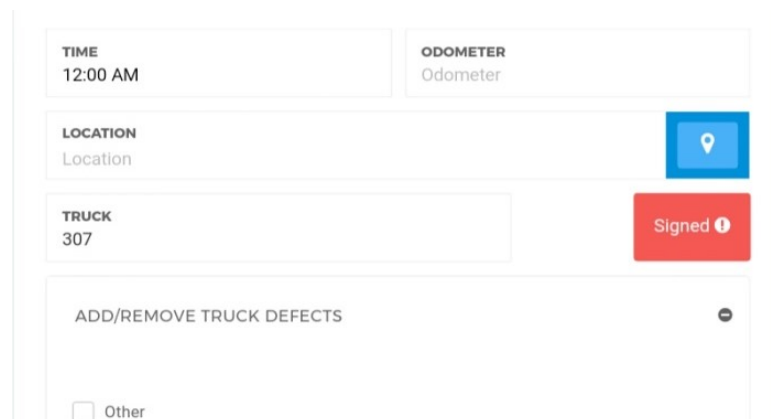 TIME
12:00 AM
ODOMETER
Odometer
LOCATION
Location
TRUCK
307
Signed
ADD/REMOVE TRUCK DEFECTS
Other